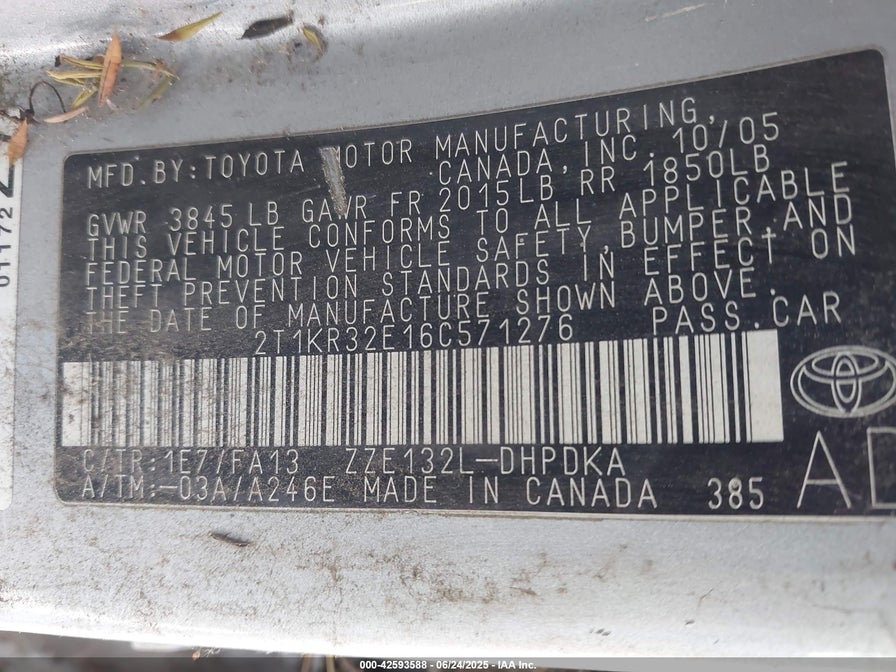 MFD. BY: TOYOTA MOTOR MANUFACTURING,
CANADA, INC. 10/05
GVWR 3845 LB GAWR FR 2015LB RR 1850LB
THIS VEHICLE CONFORMS TO ALL APPLICABLE
FEDERAL MOTOR VEHICLE SAFETY, BUMPER, AND
THEFT PREVENTION STANDARDS IN EFFECT ON
THE DATE OF MANUFACTURE SHOWN ABOVE.
2T1KR32E16C571276 PASS. CAR
C/TR: 1E7/FA13 ZZE132L-DHPDKA
A/TM:-03A/A246E MADE IN CANADA 385
01172
000-42593588 - 06/24/2025 - IAA Inc.